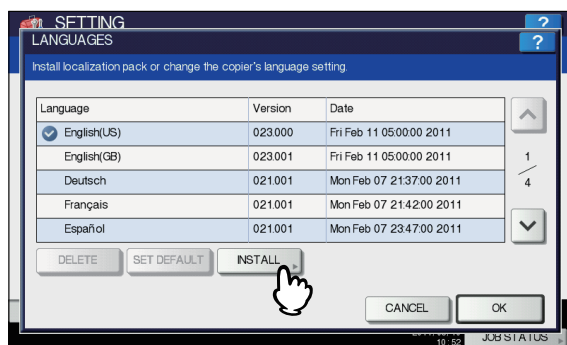 SETTING
?
LANGUAGES
?
Install localization pack or change the copier's language setting.
Language Version Date
English(US) 023.000 Fri Feb 11 05:00:00 2011
English(GB) 023.001 Fri Feb 11 05:00:00 2011
Deutsch 021.001 Mon Feb 07 21:37:00 2011
Français 021.001 Mon Feb 07 21:42:00 2011
Español 021.001 Mon Feb 07 23:47:00 2011
1
4
DELETE SET DEFAULT INSTALL
CANCEL OK
10:52 JOB STATUS